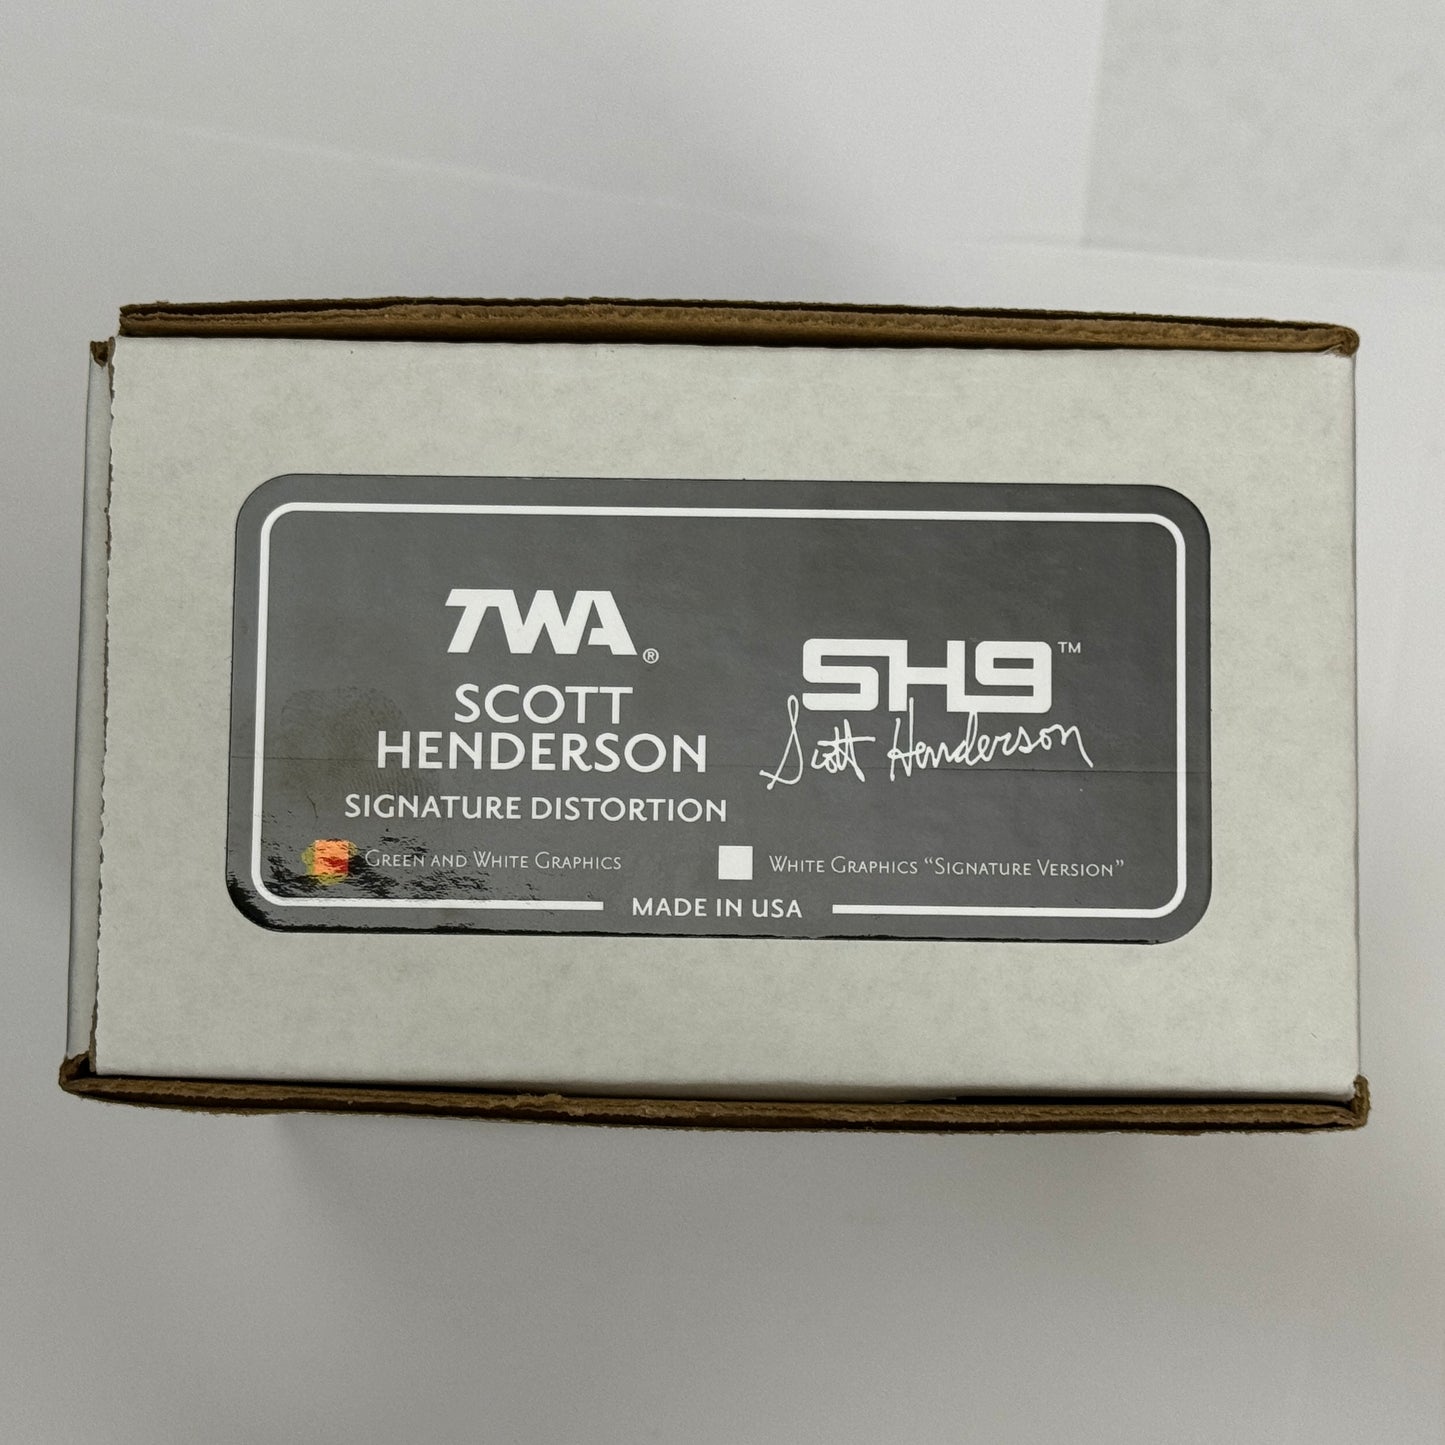 TWA®
SCOTT
HENDERSON
SIGNATURE DISTORTION
SH9™
Scott Henderson
GREEN AND WHITE GRAPHICS
WHITE GRAPHICS “SIGNATURE VERSION”
MADE IN USA